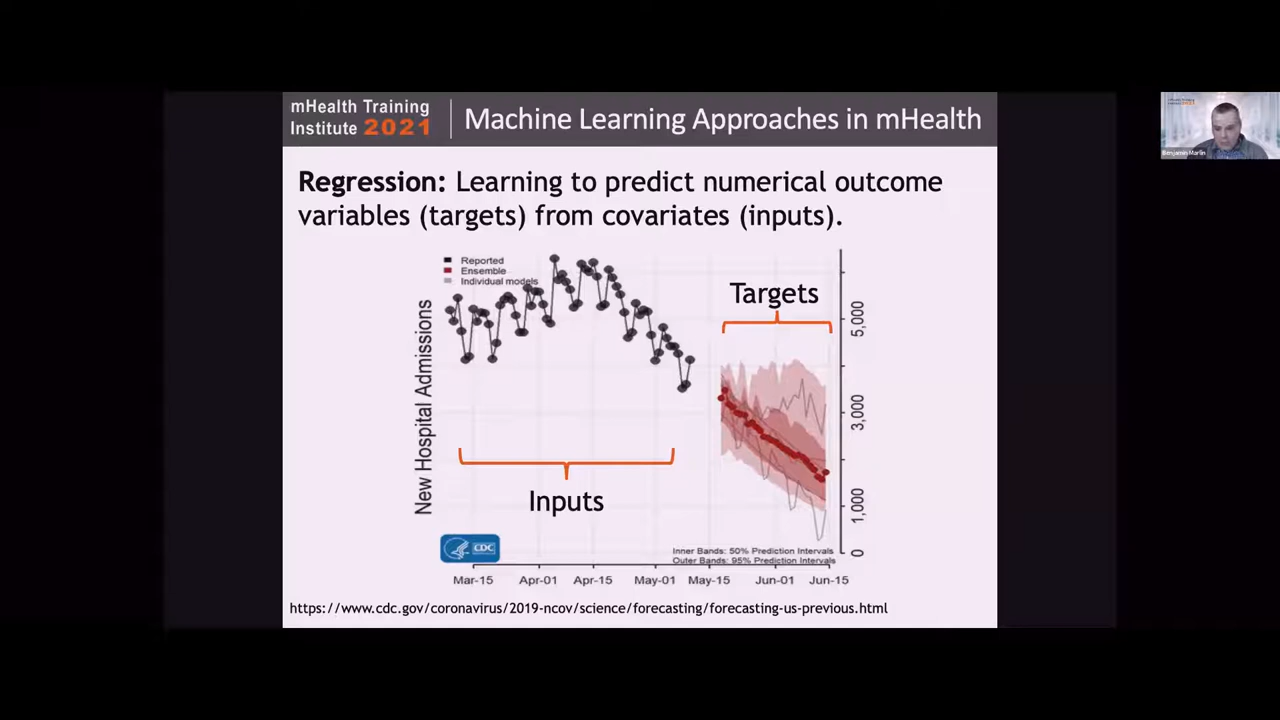 mHealth Training
Institute 2021
Machine Learning Approaches in mHealth
Benjamin Marlin
Regression: Learning to predict numerical outcome
variables (targets) from covariates (inputs).
Reported
Ensemble
Individual models
New Hospital Admissions
Targets
Inputs
5,000
3,000
1,000
0
CDC
Inner Bands: 50% Prediction Intervals
Outer Bands: 95% Prediction Intervals
Mar-15 Apr-01 Apr-15 May-01 May-15 Jun-01 Jun-15
https://www.cdc.gov/coronavirus/2019-ncov/science/forecasting/forecasting-us-previous.html